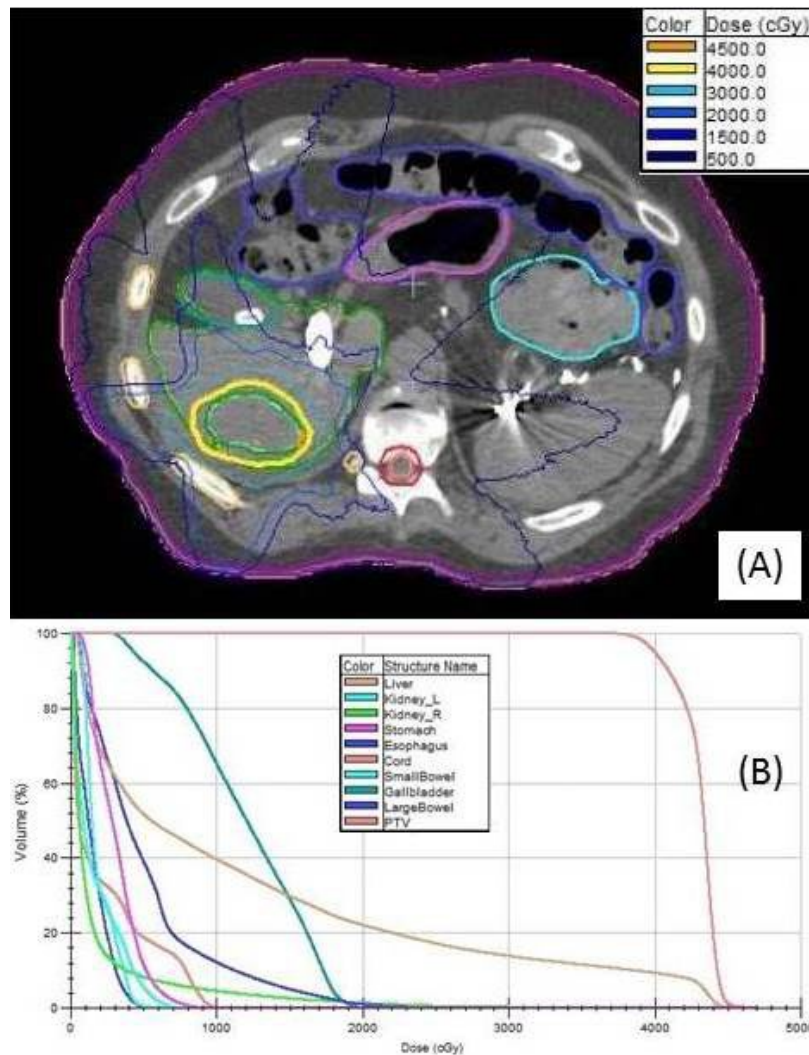 Color Dose (cGy)
4500.0
4000.0
3000.0
2000.0
1500.0
500.0
(A)
100
80
60
40
20
0
Volume (%)
Color Structure Name
Liver
Kidney_L
Kidney_R
Stomach
Esophagus
Cord
SmallBowel
Gallbladder
LargeBowel
PTV
(B)
0 1000 2000 3000 4000 5000
Dose (cGy)